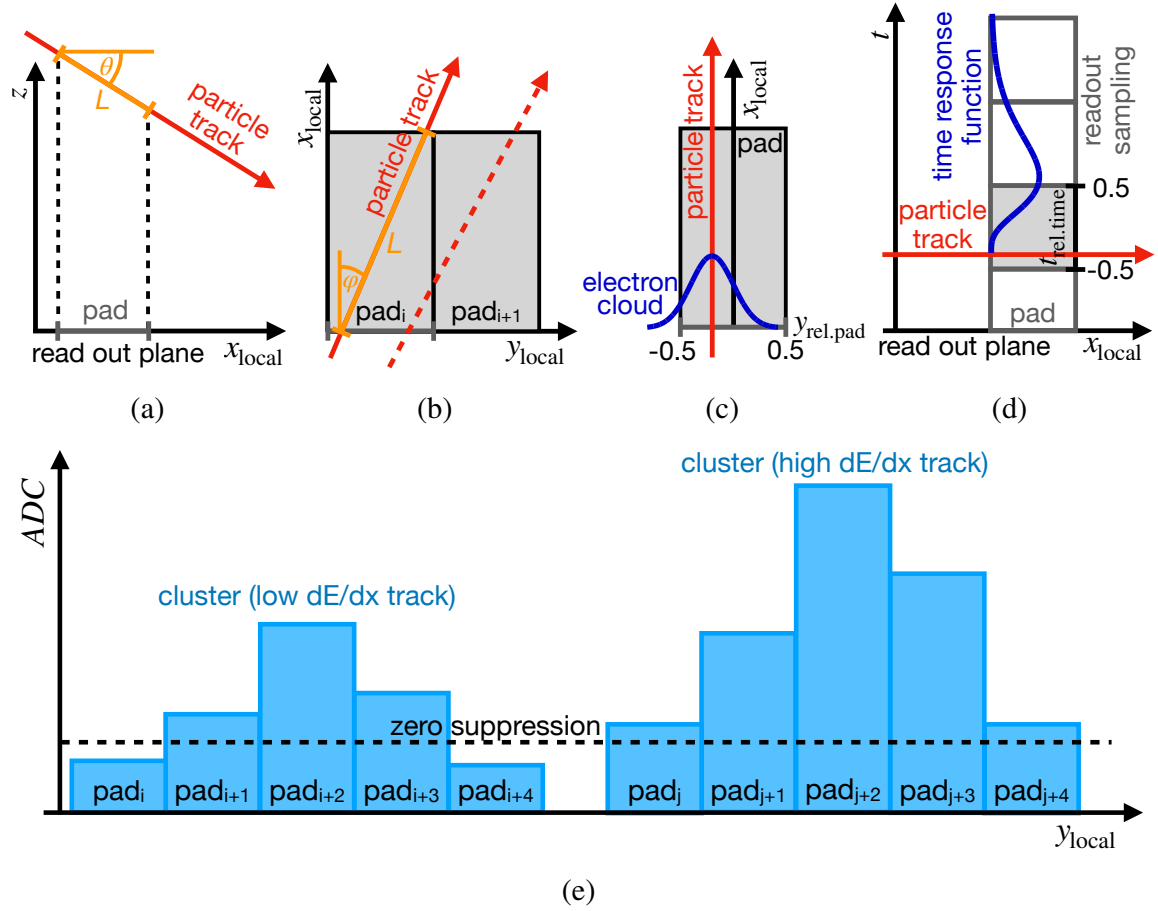 z
θ
L
particle
track
pad
read out plane
x_local
(a)
x_local
particle track
L
φ
pad_i
pad_i+1
y_local
(b)
x_local
pad
particle track
electron
cloud
y_rel.pad
-0.5
0.5
(c)
t
time response
function
readout
sampling
0.5
particle
track
t_rel.time
-0.5
pad
read out plane
x_local
(d)
ADC
cluster (high dE/dx track)
cluster (low dE/dx track)
zero suppression
pad_i
pad_i+1
pad_i+2
pad_i+3
pad_i+4
pad_j
pad_j+1
pad_j+2
pad_j+3
pad_j+4
y_local
(e)